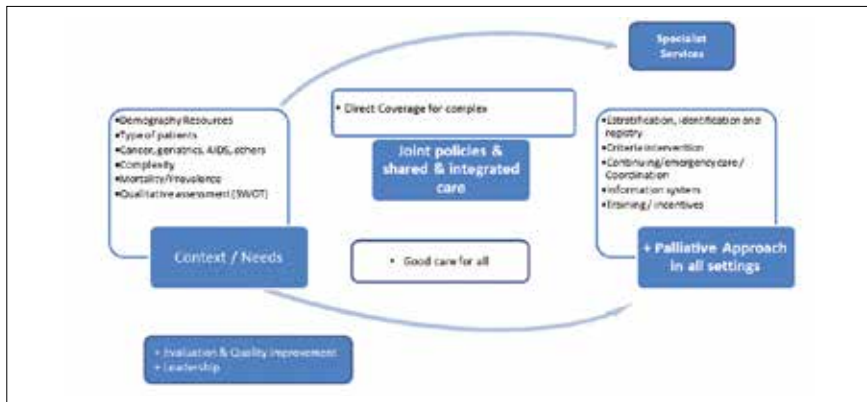 Specialist
Services
• Direct Coverage for complex
Joint policies &
shared & integrated
care
•Demography Resources
•Type of patients
•Cancer, geriatrics, AIDS, others
•Complexity
•Mortality/Prevalence
•Qualitative assessment (SWOT)
Context / Needs
• Good care for all
•Estratification, identification and
registry
•Criteria intervention
•Continuing/emergency care /
Coordination
•Information system
•Training / incentives
+ Palliative Approach
in all settings
+ Evaluation & Quality Improvement
+ Leadership